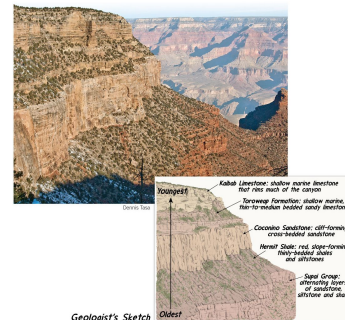 Dennis Tasa
Youngest
Kaibab Limestone: shallow marine limestone
that rims much of the canyon
Toroweap Formation: shallow marine,
thin-to-medium bedded sandy limestone
Coconino Sandstone: cliff-forming
cross-bedded sandstone
Hermit Shale: red, slope-forming
thinly-bedded shales
and siltstones
Supai Group:
alternating layers
of sandstone,
siltstone and sha
Oldest
Geologist's Sketch